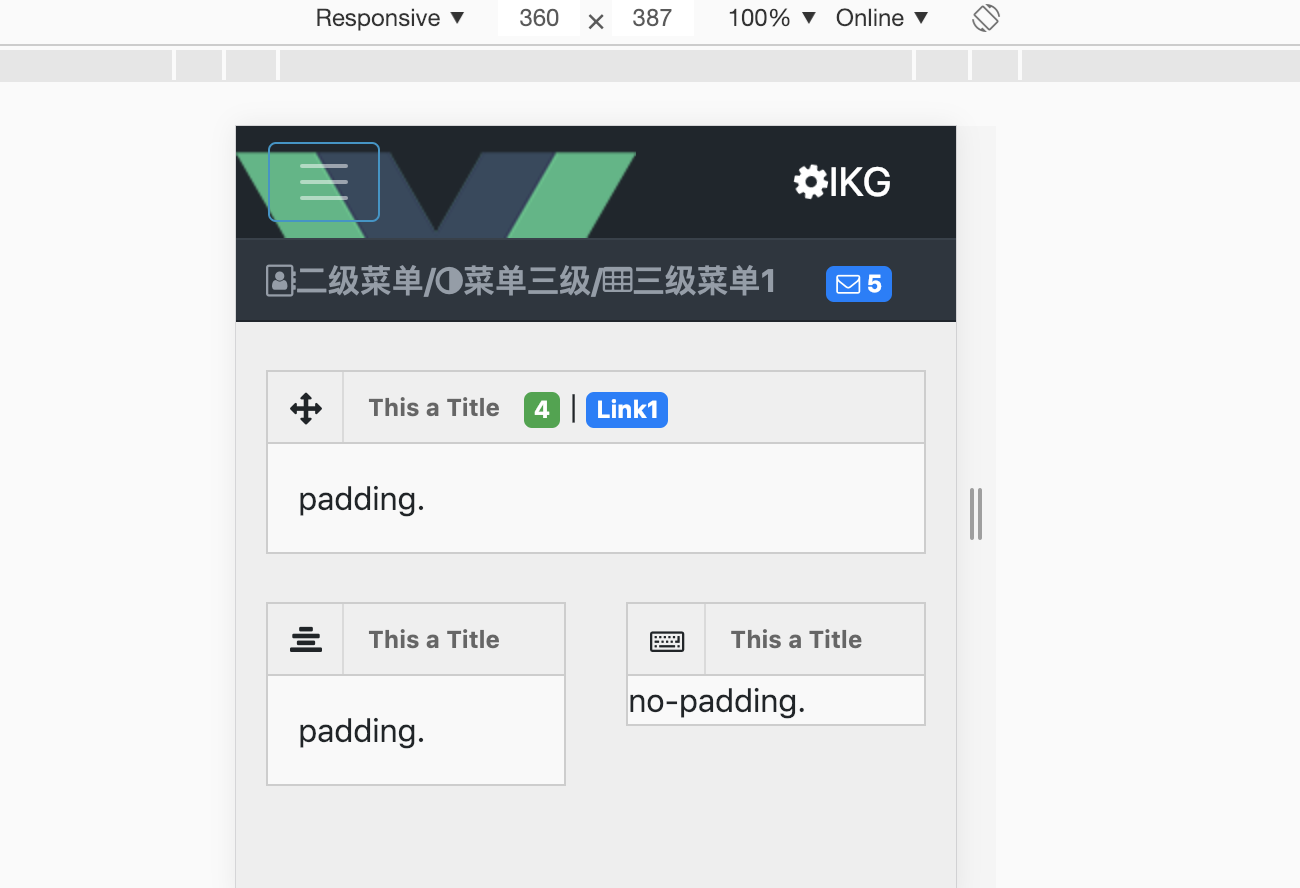 Responsive ▼ 360 × 387 100% ▼ Online ▼
IKG
二级菜单/菜单三级/三级菜单1 5
This a Title 4 | Link1
padding.
This a Title
padding.
This a Title
no-padding.